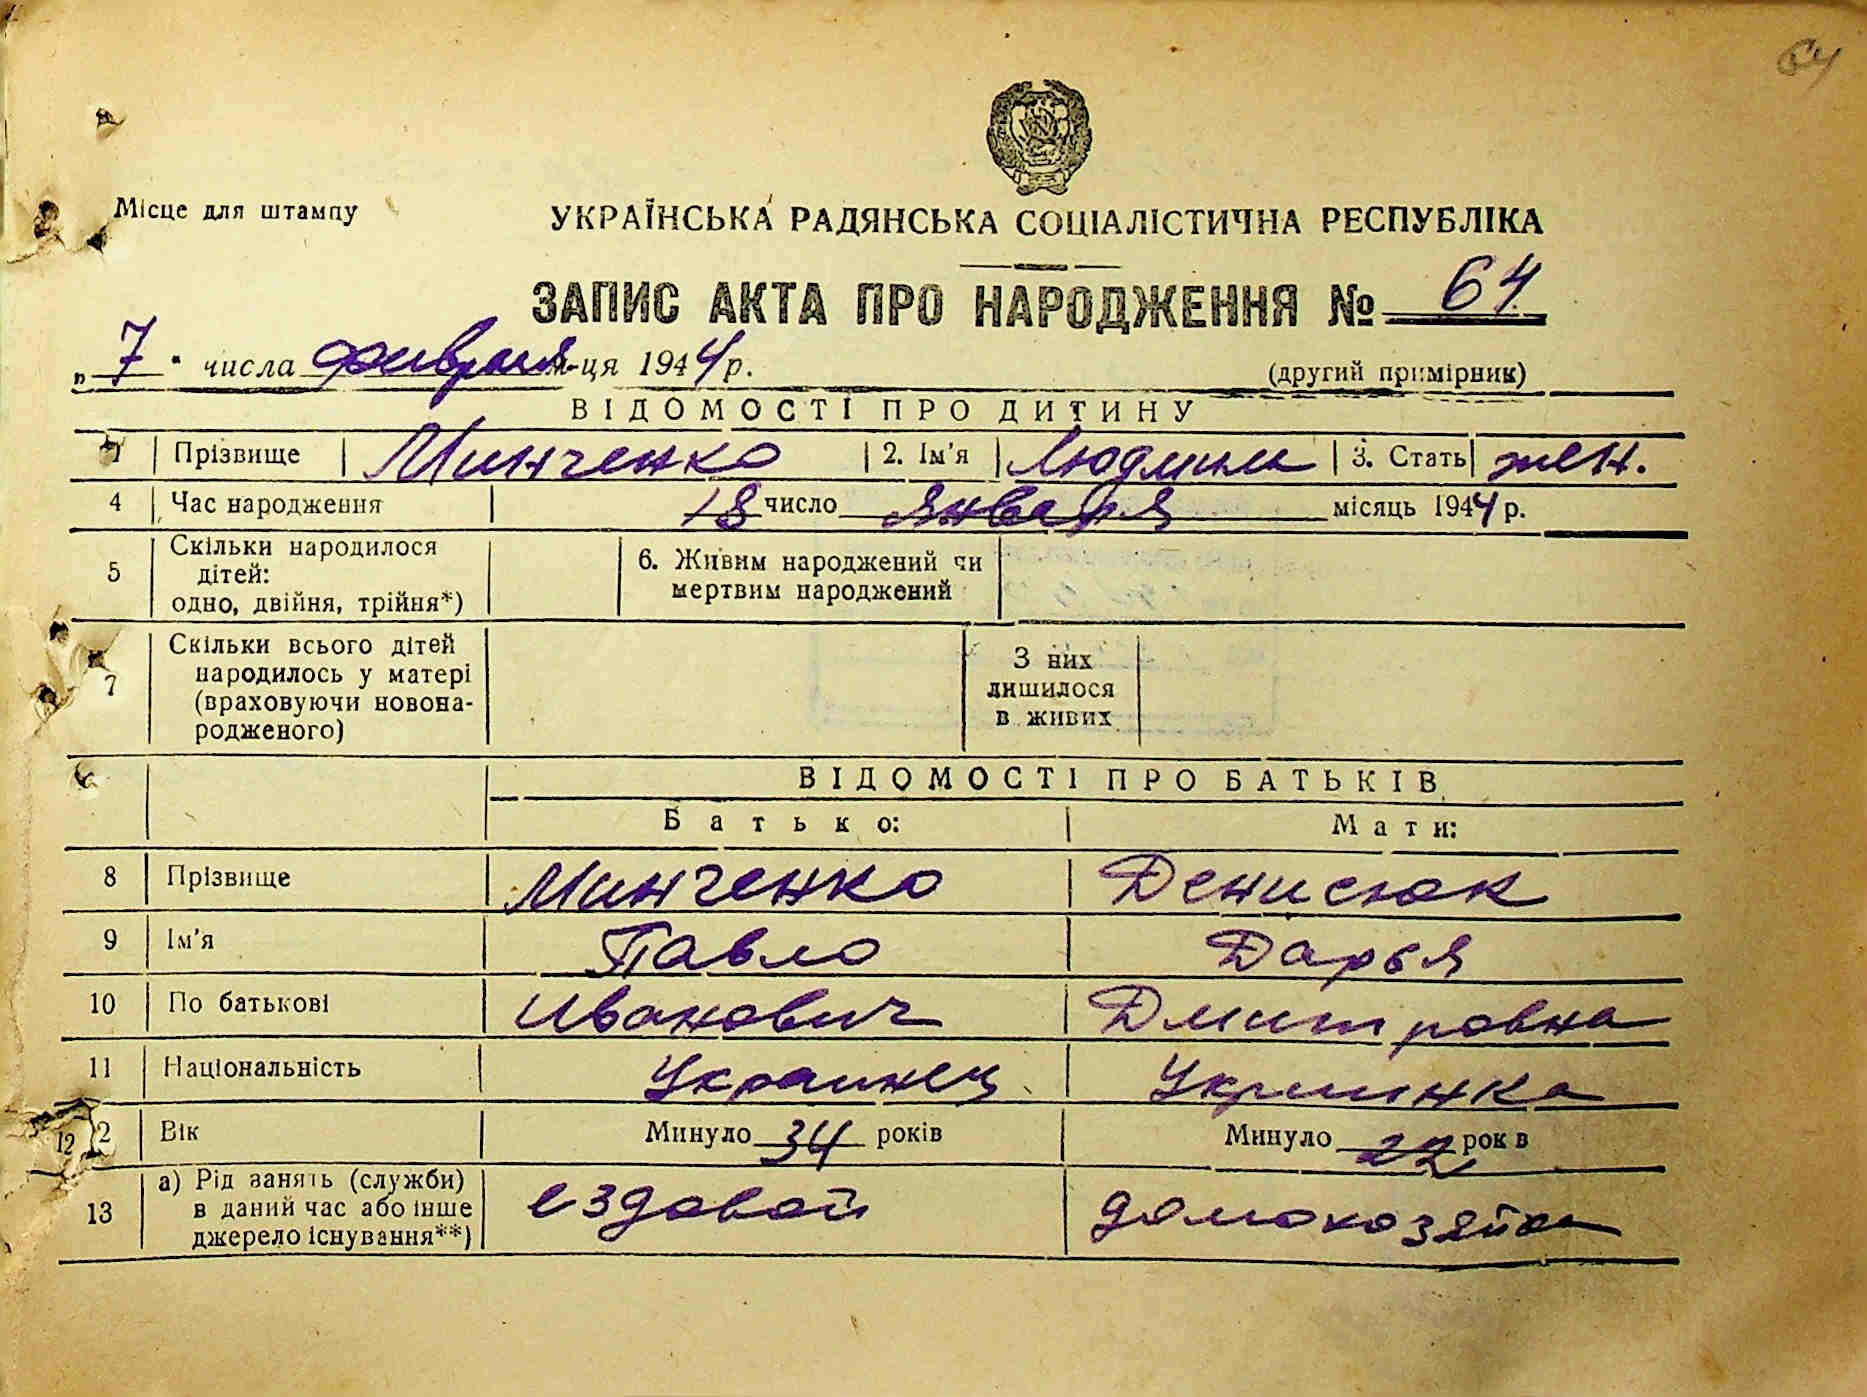 64
Місце для штампу
УКРАЇНСЬКА РАДЯНСЬКА СОЦІАЛІСТИЧНА РЕСПУБЛІКА
ЗАПИС АКТА ПРО НАРОДЖЕННЯ № 64
„7" числа февраля м-ця 1944 р.
(другий примірник)
ВІДОМОСТІ ПРО ДИТИНУ
1 Прізвище Минченко 2. Ім'я Людмила 3. Стать жен.
4 Час народження 18 число января місяць 1944 р.
5 Скільки народилося
дітей:
одно, двійня, трійня*)
6. Живим народжений чи
мертвим народжений
7 Скільки всього дітей
народилось у матері
(враховуючи новона-
родженого)
З них
лишилося
в живих
ВІДОМОСТІ ПРО БАТЬКІВ
Батько: Мати:
8 Прізвище Минченко Денисюк
9 Ім'я Павло Дарья
10 По батькові Иванович Дмитровна
11 Національність Украинец Украинка
12 2 Вік Минуло 34 років Минуло 22 рок в
13 а) Рід занять (служби)
в даний час або інше
джерело існування**)
ездовой домохозяйка